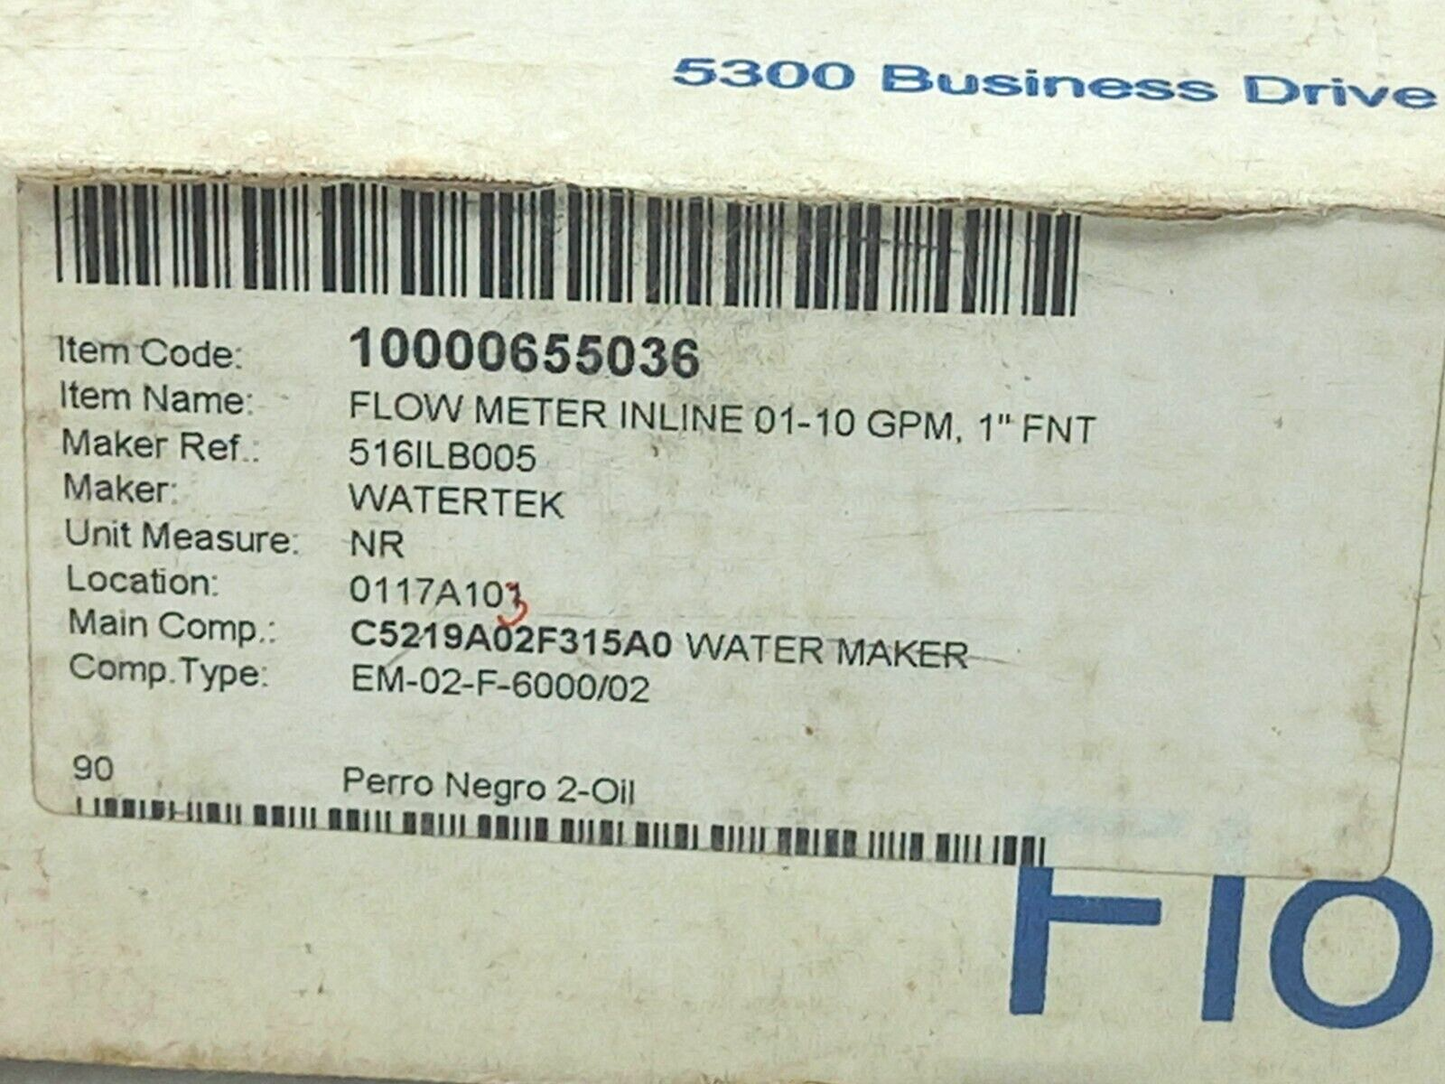 5300 Business Drive
Item Code: 10000655036
Item Name: FLOW METER INLINE 01-10 GPM, 1" FNT
Maker Ref.: 516ILB005
Maker: WATERTEK
Unit Measure: NR
Location: 0117A103
Main Comp.: C5219A02F315A0 WATER MAKER
Comp.Type: EM-02-F-6000/02
90 Perro Negro 2-Oil
Flo